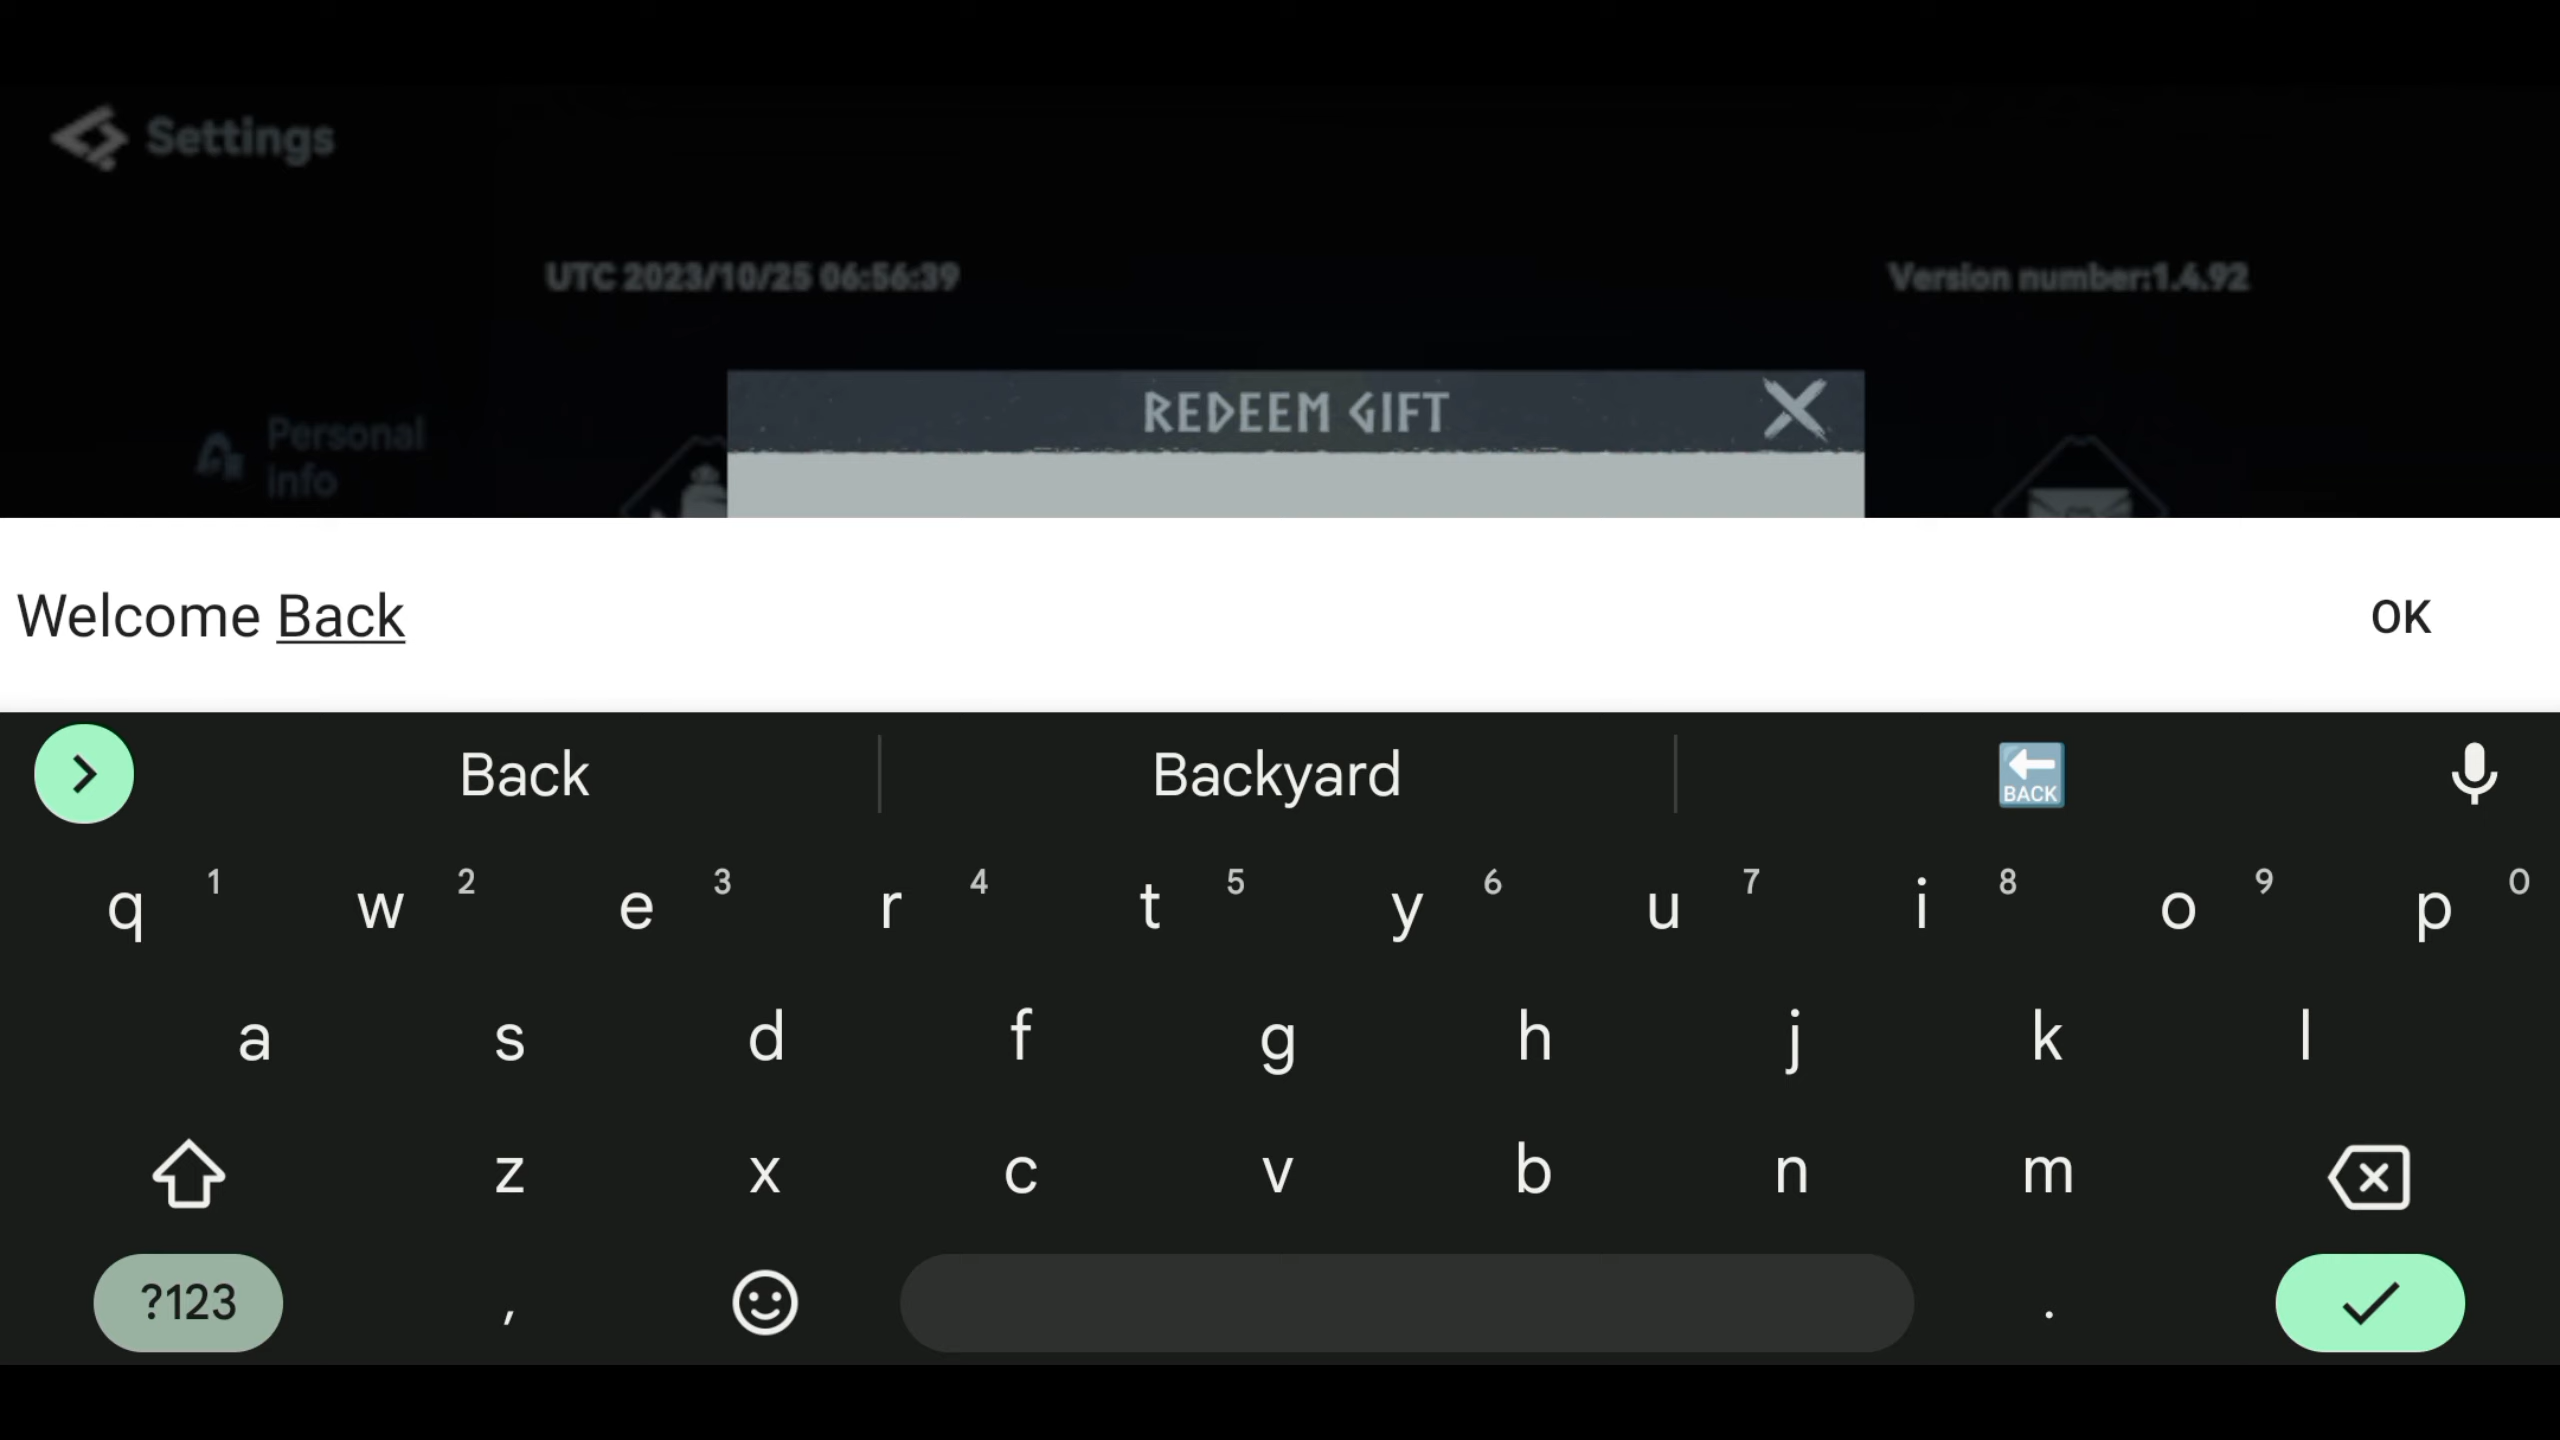 Settings
UTC 2023/10/25 06:56:39
Version number:1.4.92
REDEEM GIFT
Personal
Info
Welcome Back
OK
Back
Backyard
BACK
q 1 w 2 e 3 r 4 t 5 y 6 u 7 i 8 o 9 p 0
a s d f g h j k l
z x c v b n m
?123 , .